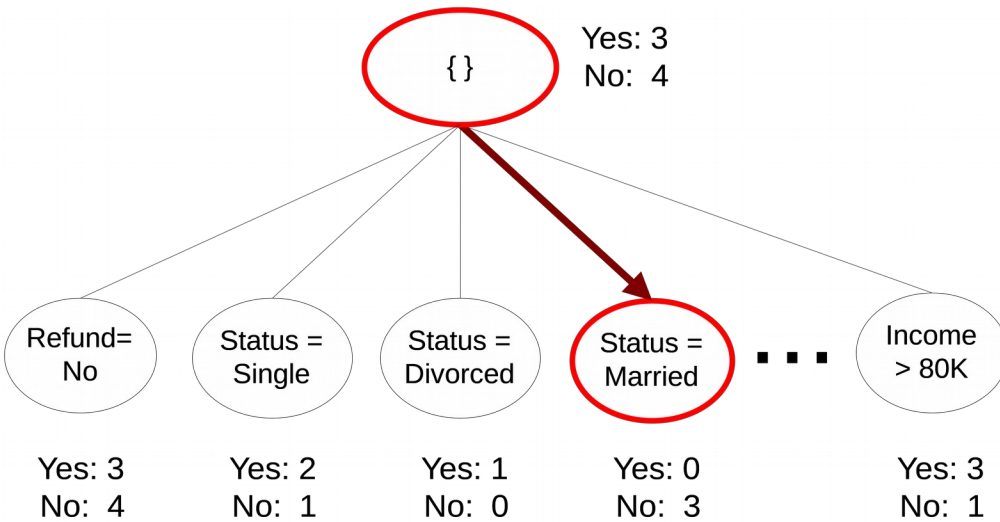 { }
Yes: 3
No: 4
Refund=
No
Status =
Single
Status =
Divorced
Status =
Married
...
Income
> 80K
Yes: 3
No: 4
Yes: 2
No: 1
Yes: 1
No: 0
Yes: 0
No: 3
Yes: 3
No: 1